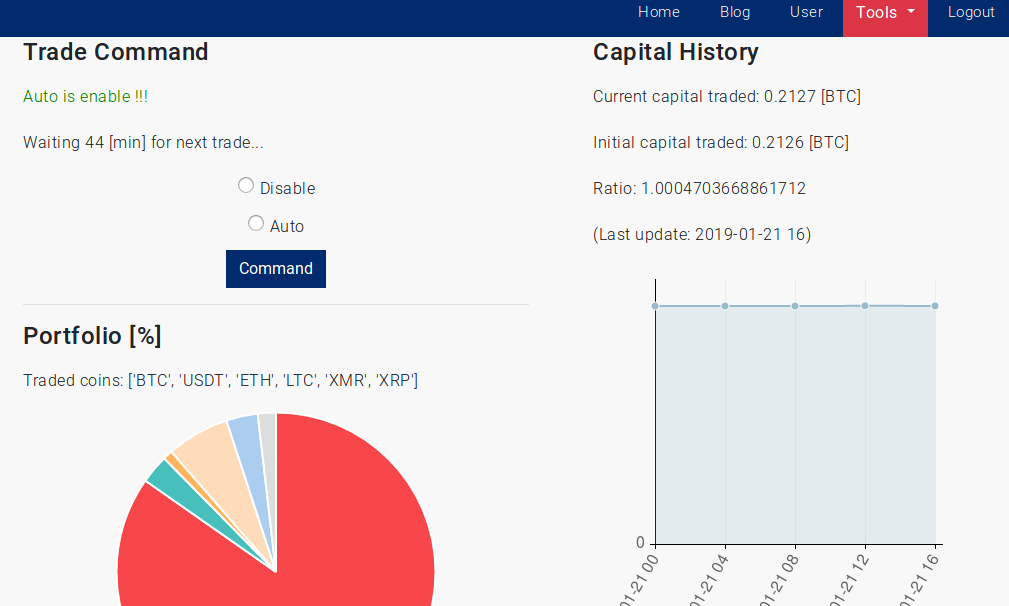 Home Blog User Tools Logout
Trade Command
Auto is enable !!!
Waiting 44 [min] for next trade...
Disable
Auto
Command
Portfolio [%]
Traded coins: ['BTC', 'USDT', 'ETH', 'LTC', 'XMR', 'XRP']
Capital History
Current capital traded: 0.2127 [BTC]
Initial capital traded: 0.2126 [BTC]
Ratio: 1.0004703668861712
(Last update: 2019-01-21 16)
0
01-21 00
01-21 04
01-21 08
01-21 12
01-21 16